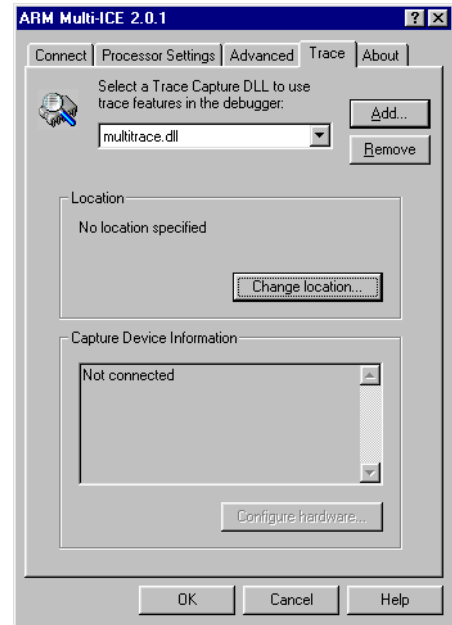 ARM Multi-ICE 2.0.1
Connect Processor Settings Advanced Trace About
Select a Trace Capture DLL to use
trace features in the debugger:
Add...
multitrace.dll
Remove
Location
No location specified
Change location...
Capture Device Information
Not connected
Configure hardware...
OK Cancel Help